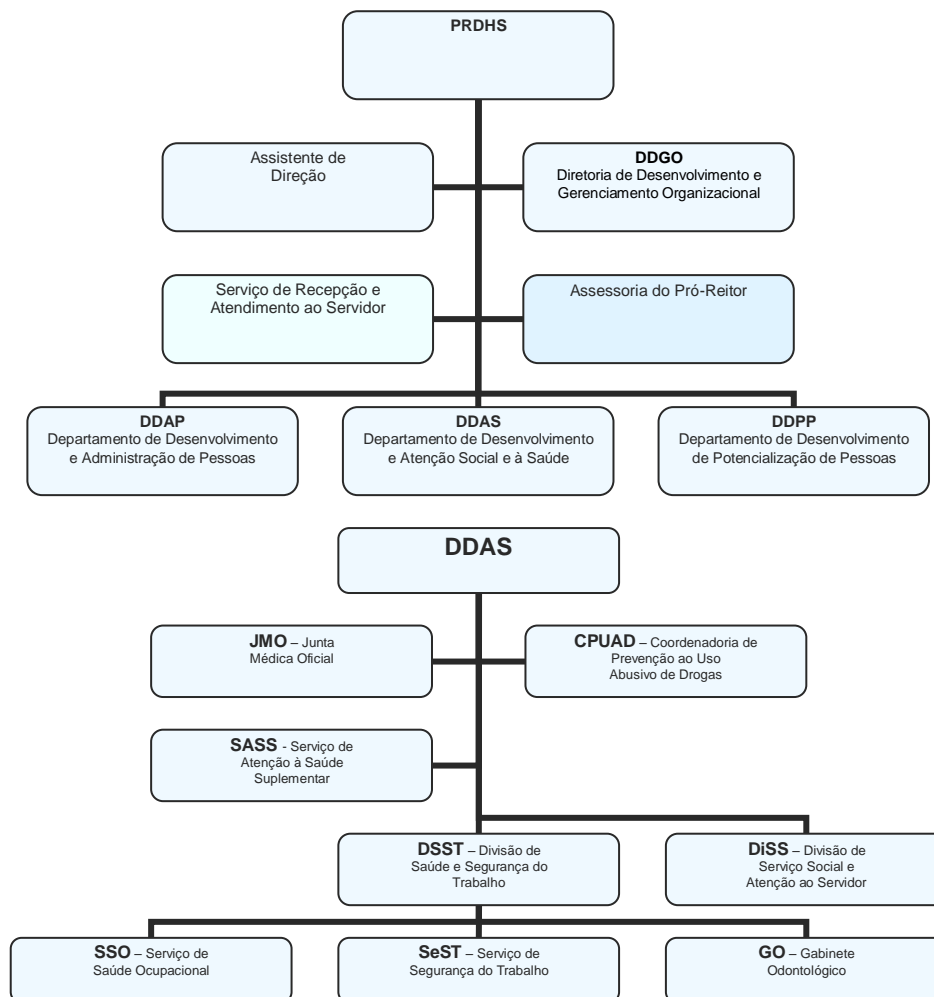 PRDHS
Assistente de
Direção
DDGO
Diretoria de Desenvolvimento e
Gerenciamento Organizacional
Serviço de Recepção e
Atendimento ao Servidor
Assessoria do Pró-Reitor
DDAP
Departamento de Desenvolvimento
e Administração de Pessoas
DDAS
Departamento de Desenvolvimento
e Atenção Social e à Saúde
DDPP
Departamento de Desenvolvimento
de Potencialização de Pessoas
DDAS
JMO – Junta
Médica Oficial
CPUAD – Coordenadoria de
Prevenção ao Uso
Abusivo de Drogas
SASS - Serviço de
Atenção à Saúde
Suplementar
DSST – Divisão de
Saúde e Segurança do
Trabalho
DiSS – Divisão de
Serviço Social e
Atenção ao Servidor
SSO – Serviço de
Saúde Ocupacional
SeST – Serviço de
Segurança do Trabalho
GO – Gabinete
Odontológico